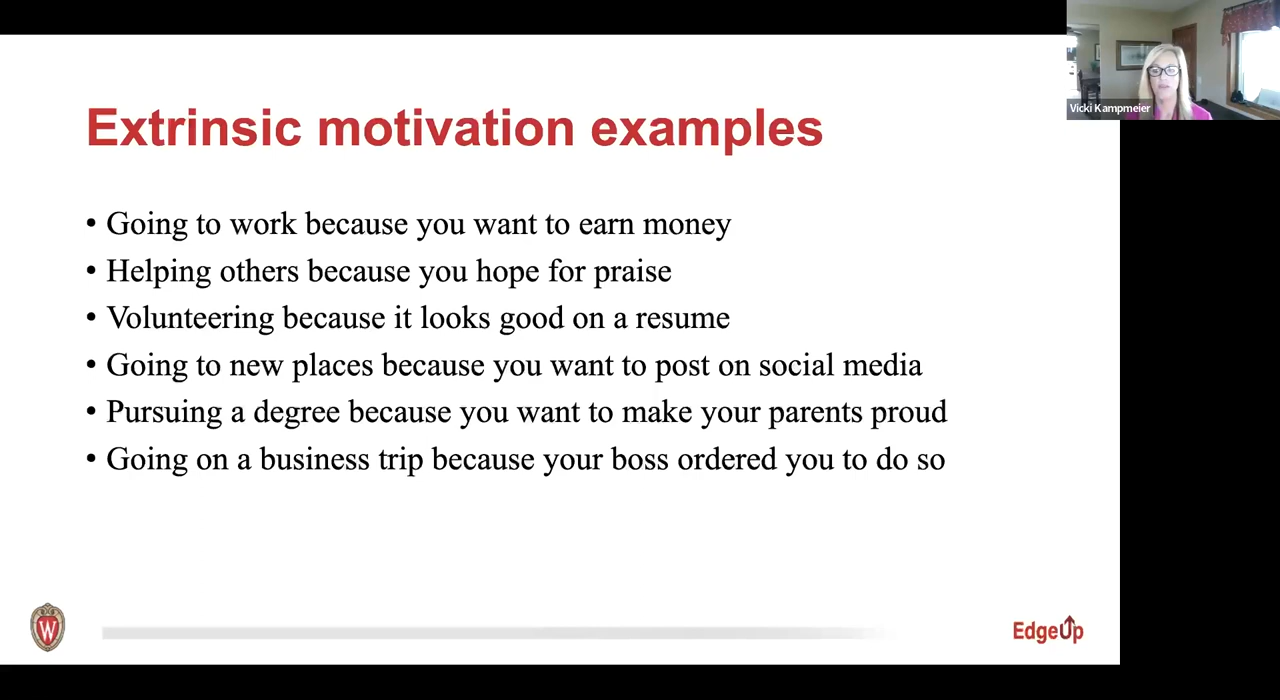 Extrinsic motivation examples
Vicki Kampmeier
• Going to work because you want to earn money
• Helping others because you hope for praise
• Volunteering because it looks good on a resume
• Going to new places because you want to post on social media
• Pursuing a degree because you want to make your parents proud
• Going on a business trip because your boss ordered you to do so
W
EdgeUp